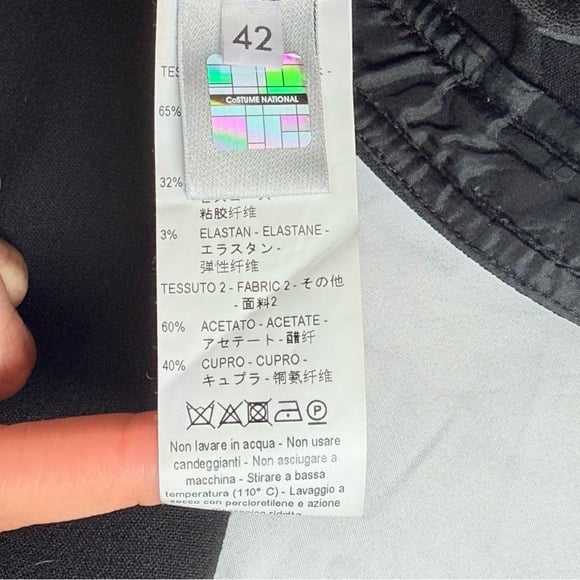 42
CoSTUME NATIONAL
TES
65%
32%
粘胶纤维
3% ELASTAN - ELASTANE -
エラスタン -
弹性纤维
TESSUTO 2 - FABRIC 2 - その他
- 面料2
60% ACETATO - ACETATE -
アセテート - 醋纤
40% CUPRO - CUPRO -
キュプラ - 铜氨纤维
Non lavare in acqua - Non usare
candeggianti - Non asciugare a
macchina - Stirare a bassa
temperatura (110° C) - Lavaggio a
secco con percloretilene e azione
ridotta